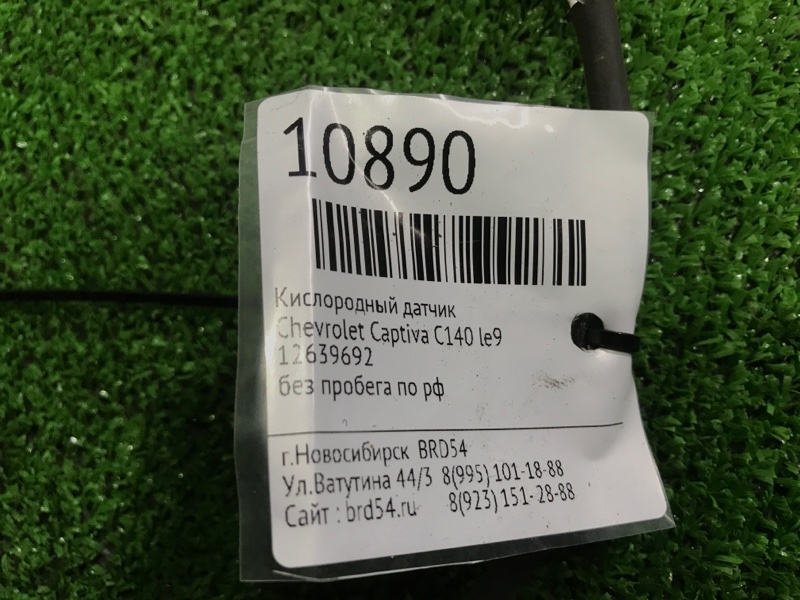 10890
Кислородный датчик
Chevrolet Captiva C140 le9
12639692
без пробега по рф
г.Новосибирск BRD54
Ул.Ватутина 44/3 8(995) 101-18-88
Сайт : brd54.ru 8(923) 151-28-88